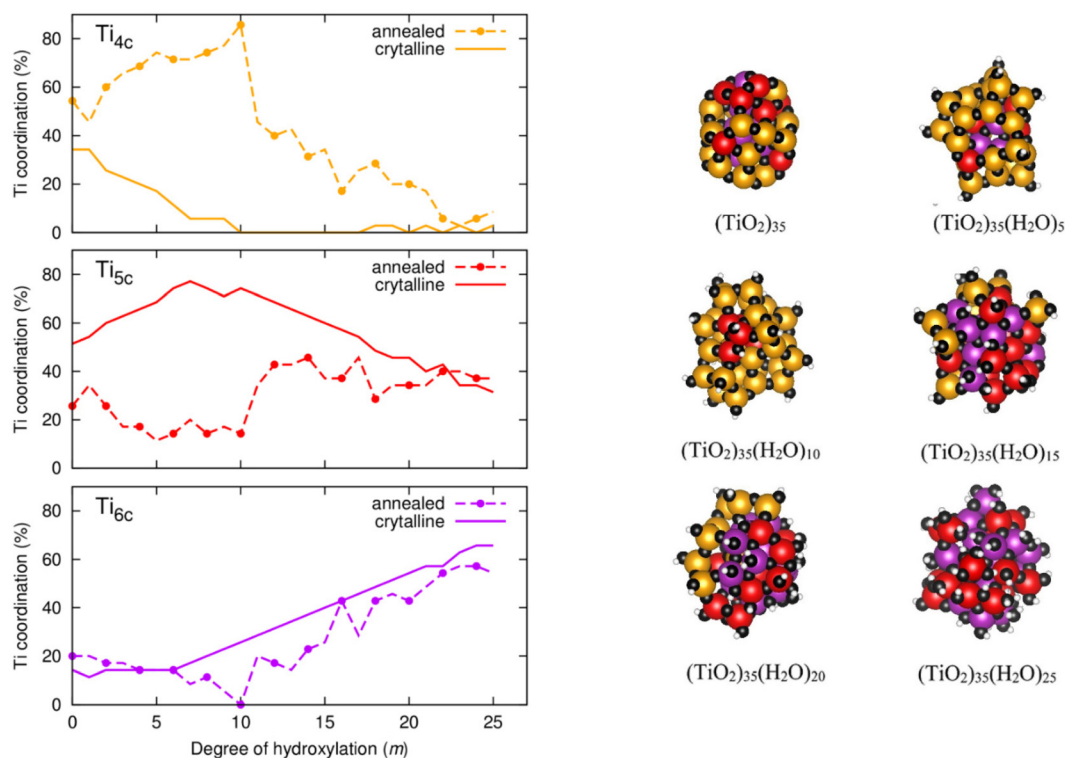 Ti4c
annealed
crytalline
Ti coordination (%)
80
60
40
20
0
Ti5c
annealed
crytalline
Ti coordination (%)
80
60
40
20
0
Ti6c
annealed
crytalline
Ti coordination (%)
80
60
40
20
0
0 5 10 15 20 25
Degree of hydroxylation (m)
(TiO2)35
(TiO2)35(H2O)5
(TiO2)35(H2O)10
(TiO2)35(H2O)15
(TiO2)35(H2O)20
(TiO2)35(H2O)25